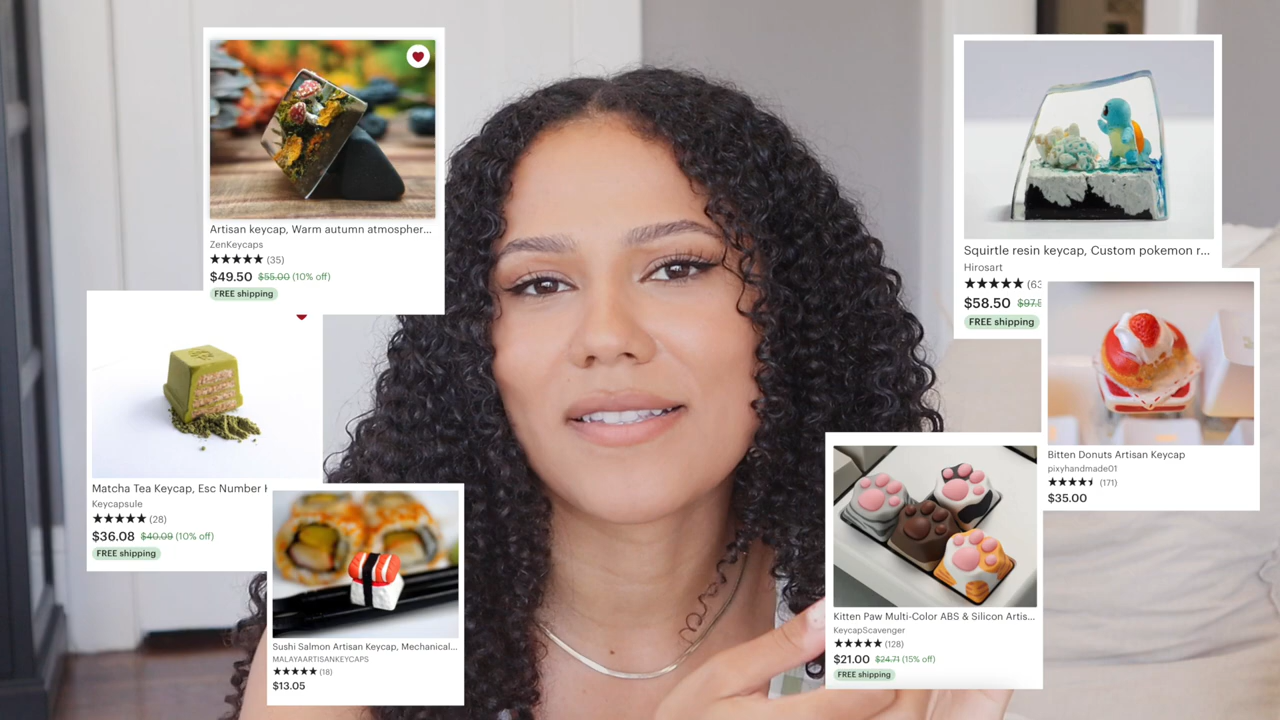 Artisan keycap, Warm autumn atmospher...
ZenKeycaps
(35)
$49.50 $55.00 (10% off)
FREE shipping
Matcha Tea Keycap, Esc Number
Keycapsule
(28)
$36.08 $40.09 (10% off)
FREE shipping
Sushi Salmon Artisan Keycap, Mechanical...
MALAYAARTISANKEYCAPS
(18)
$13.05
Squirtle resin keycap, Custom pokemon r...
Hirosart
(63
$58.50 $97.5
FREE shipping
Bitten Donuts Artisan Keycap
pixyhandmade01
(171)
$35.00
Kitten Paw Multi-Color ABS & Silicon Artis...
KeycapScavenger
(128)
$21.00 $24.71 (15% off)
FREE shipping